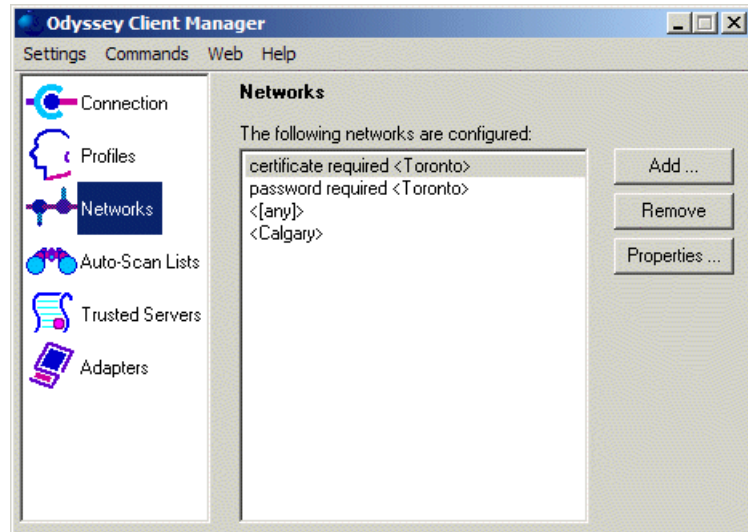 Odyssey Client Manager
Settings Commands Web Help
Connection
Profiles
Networks
Auto-Scan Lists
Trusted Servers
Adapters
Networks
The following networks are configured:
certificate required <Toronto>
password required <Toronto>
<[any]>
<Calgary>
Add ...
Remove
Properties ...